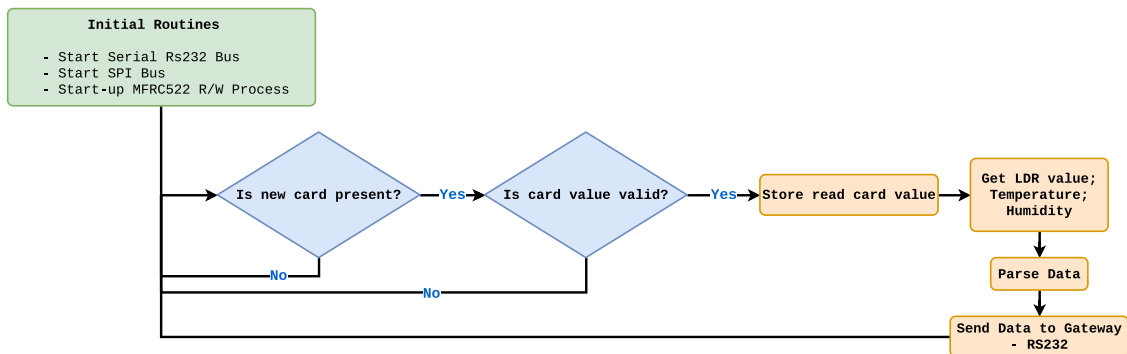 Initial Routines
- Start Serial Rs232 Bus
- Start SPI Bus
- Start-up MFRC522 R/W Process
Is new card present?
Yes
Is card value valid?
Yes
Store read card value
Get LDR value;
Temperature;
Humidity
No
No
Parse Data
Send Data to Gateway
- RS232